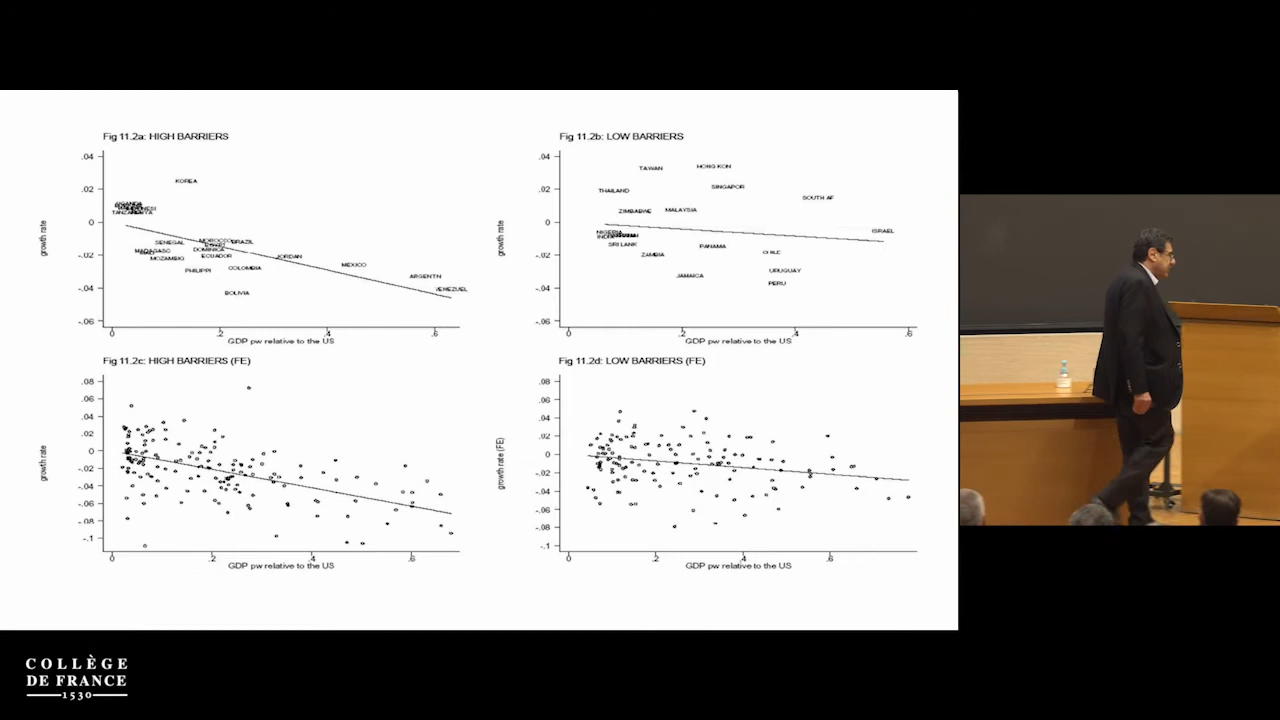 Fig 11.2a: HIGH BARRIERS
growth rate
.04
.02
0
-.02
-.04
-.06
KOREA
SENEGAL
MOROCCO
BRAZIL
MADAGASC
DOMINICA
MOZAMBIQ
ECUADOR
JORDAN
PHILIPPI
COLOMBIA
MEXICO
ARGENTIN
BOLIVIA
VENEZUEL
0 .2 .4 .6
GDP pw relative to the US
Fig 11.2b: LOW BARRIERS
growth rate
.04
.02
0
-.02
-.04
-.06
TAIWAN
HONG KON
THAILAND
SINGAPOR
SOUTH AF
ZIMBABWE
MALAYSIA
NIGERIA
ISRAEL
SRI LANK
PANAMA
ZAMBIA
CHILE
JAMAICA
URUGUAY
PERU
0 .2 .4 .6
GDP pw relative to the US
Fig 11.2c: HIGH BARRIERS (FE)
growth rate
.08
.06
.04
.02
0
-.02
-.04
-.06
-.08
-.1
0 .2 .4 .6
GDP pw relative to the US
Fig 11.2d: LOW BARRIERS (FE)
growth rate (FE)
.08
.06
.04
.02
0
-.02
-.04
-.06
-.08
-.1
0 .2 .4 .6
GDP pw relative to the US
COLLÈGE
DE FRANCE
1530